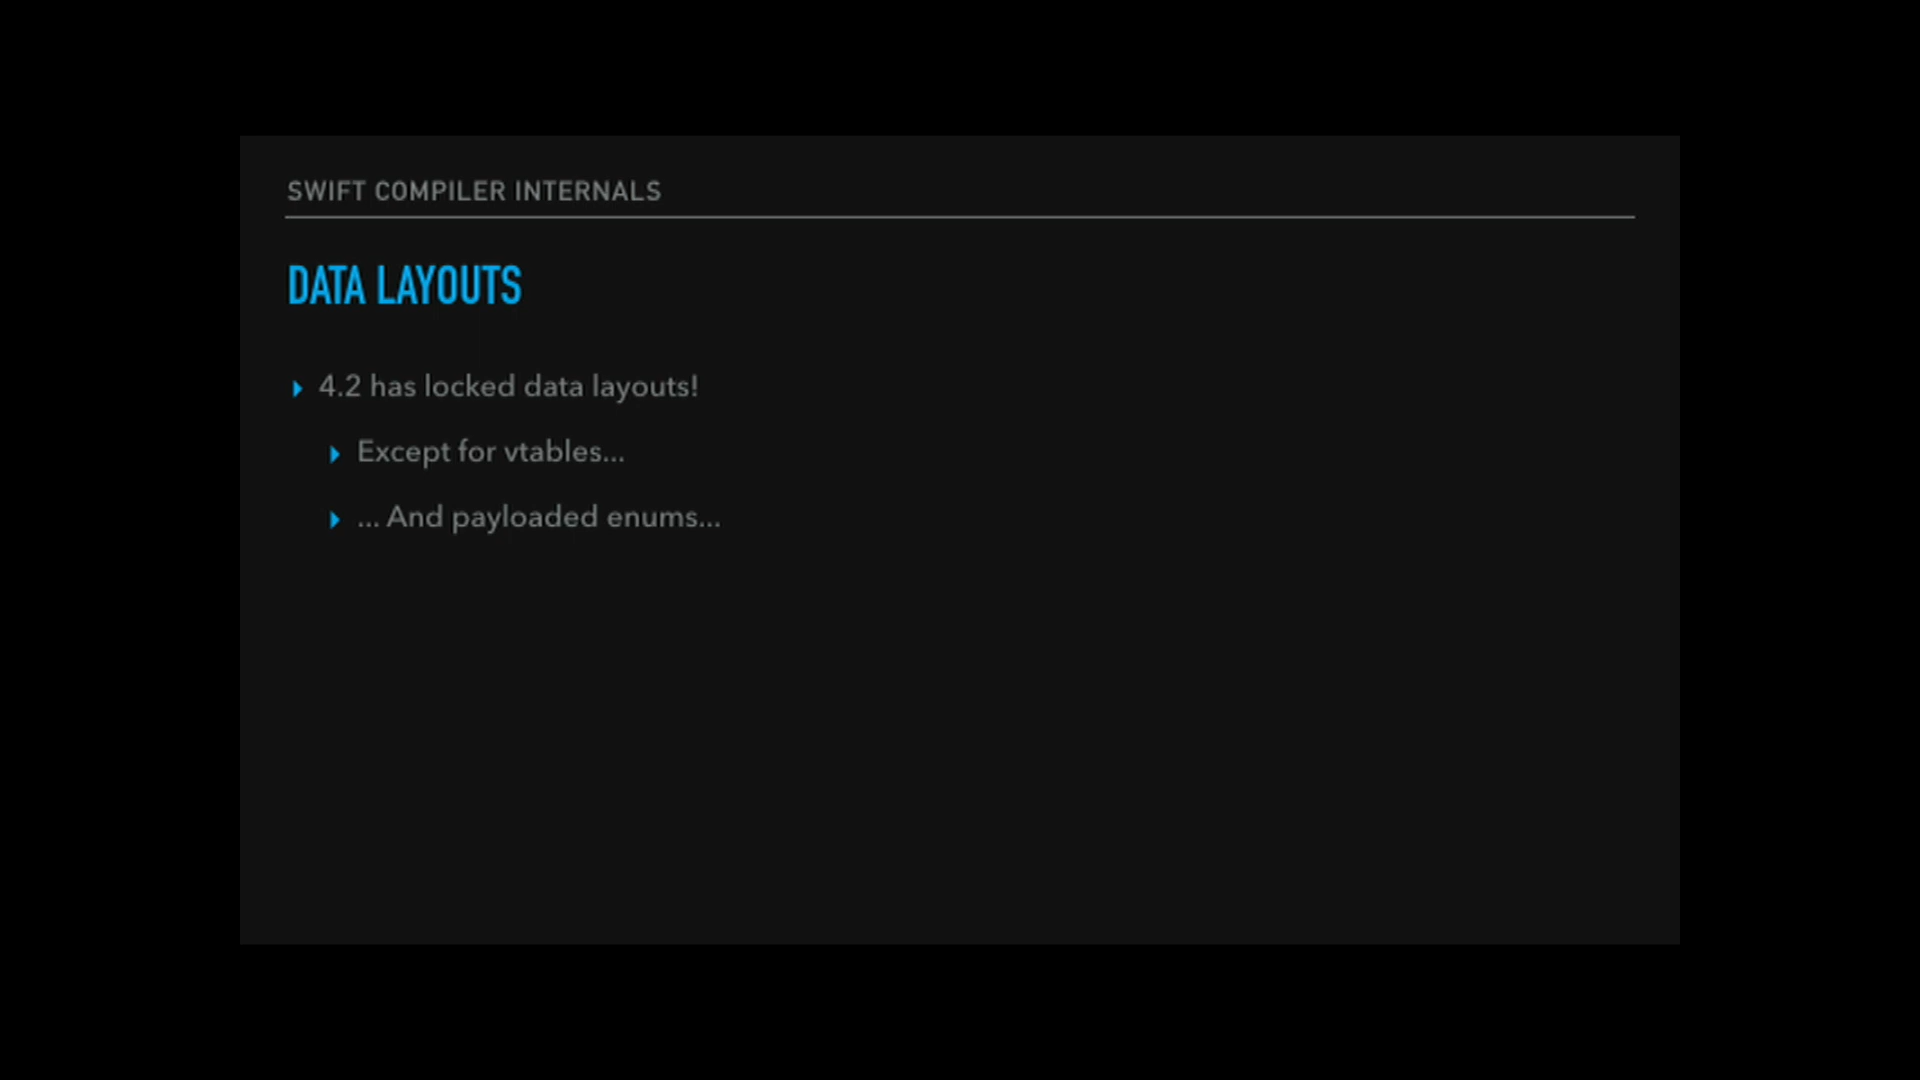 SWIFT COMPILER INTERNALS
DATA LAYOUTS
4.2 has locked data layouts!
Except for vtables...
... And payloaded enums...